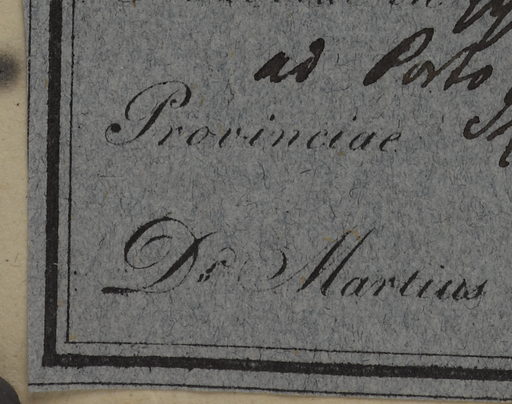 ad Porto
Provinciae
Dr Martius